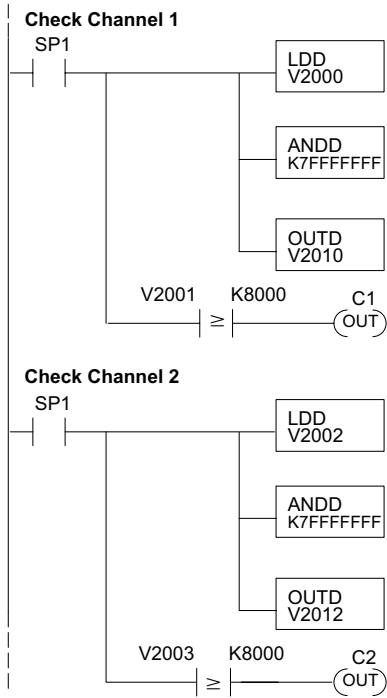 Check Channel 1
SP1
LDD
V2000
ANDD
K7FFFFFFF
OUTD
V2010
V2001 K8000 C1
≥ OUT
Check Channel 2
SP1
LDD
V2002
ANDD
K7FFFFFFF
OUTD
V2012
V2003 K8000 C2
≥ OUT